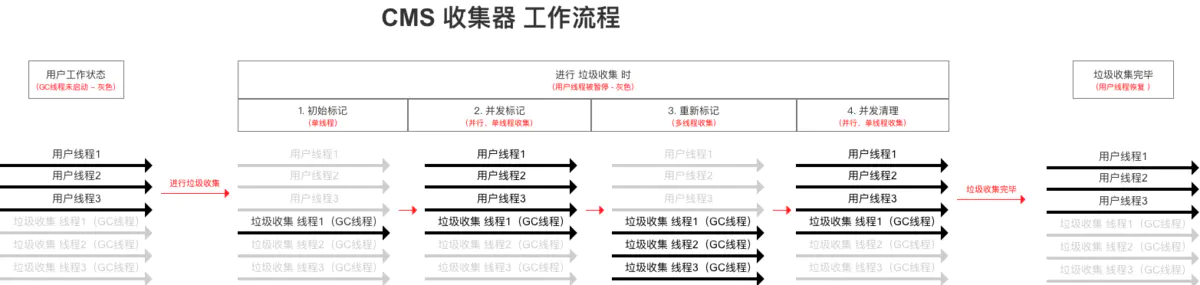 CMS 收集器 工作流程
用户工作状态
（GC线程未启动 - 灰色）
进行 垃圾收集 时
（用户线程被暂停 - 灰色）
垃圾收集完毕
（用户线程恢复 ）
1. 初始标记
（单线程）
2. 并发标记
（并行、单线程收集）
3. 重新标记
（多线程收集）
4. 并发清理
（并行、单线程收集）
用户线程1
用户线程2
用户线程3
垃圾收集 线程1（GC线程）
垃圾收集 线程2（GC线程）
垃圾收集 线程3（GC线程）
进行垃圾收集
用户线程1
用户线程2
用户线程3
垃圾收集 线程1（GC线程）
垃圾收集 线程2（GC线程）
垃圾收集 线程3（GC线程）
用户线程1
用户线程2
用户线程3
垃圾收集 线程1（GC线程）
垃圾收集 线程2（GC线程）
垃圾收集 线程3（GC线程）
用户线程1
用户线程2
用户线程3
垃圾收集 线程1（GC线程）
垃圾收集 线程2（GC线程）
垃圾收集 线程3（GC线程）
用户线程1
用户线程2
用户线程3
垃圾收集 线程1（GC线程）
垃圾收集 线程2（GC线程）
垃圾收集 线程3（GC线程）
垃圾收集完毕
用户线程1
用户线程2
用户线程3
垃圾收集 线程1（GC线程）
垃圾收集 线程2（GC线程）
垃圾收集 线程3（GC线程）